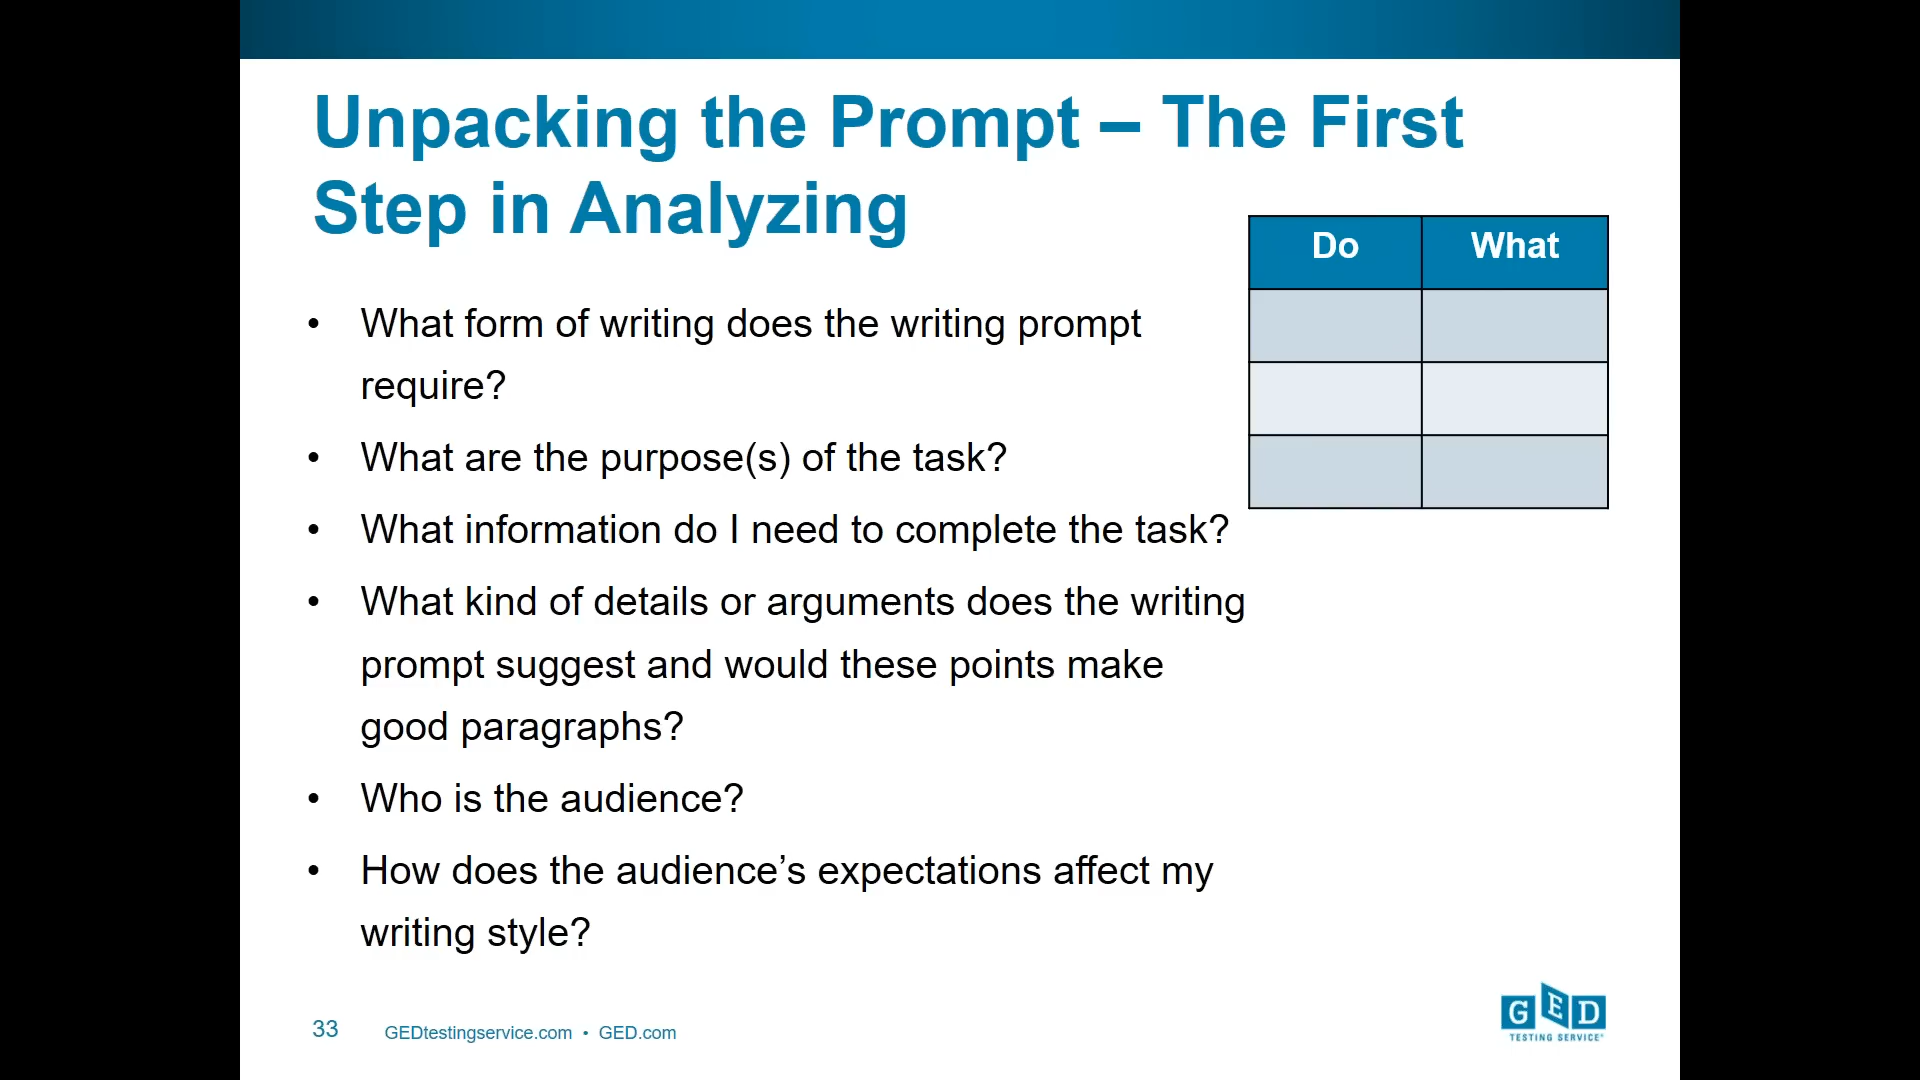 Unpacking the Prompt – The First
Step in Analyzing
Do What
• What form of writing does the writing prompt
require?
• What are the purpose(s) of the task?
• What information do I need to complete the task?
• What kind of details or arguments does the writing
prompt suggest and would these points make
good paragraphs?
• Who is the audience?
• How does the audience’s expectations affect my
writing style?
33 GEDtestingservice.com • GED.com
GED
TESTING SERVICE®